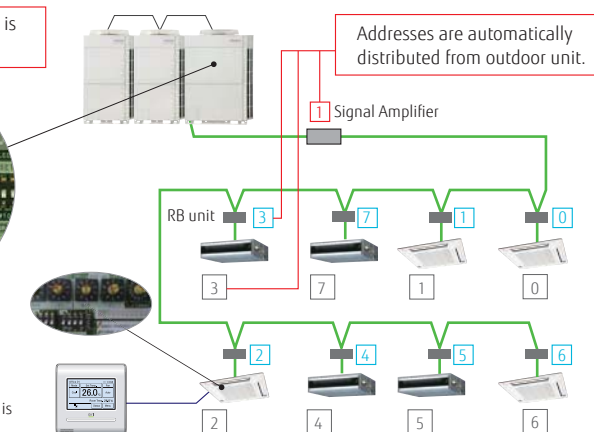 is
Addresses are automatically
distributed from outdoor unit.
1 Signal Amplifier
RB unit 3 7 1 0
3 7 1 0
2 4 5 6
26.0
is
2 4 5 6